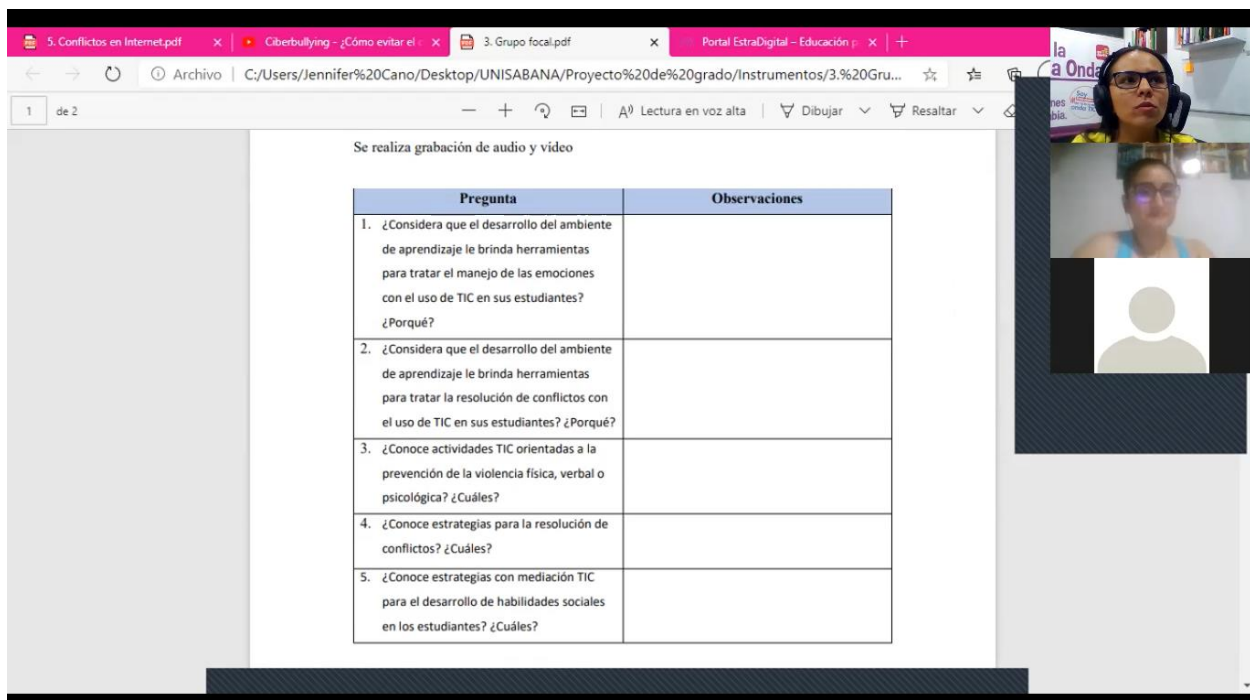 5. Conflictos en Internet.pdf
Ciberbullying - ¿Cómo evitar el c
3. Grupo focal.pdf
Portal EstraDigital – Educación p
Archivo
C:/Users/Jennifer%20Cano/Desktop/UNISABANA/Proyecto%20de%20grado/Instrumentos/3.%20Gru...
1 de 2
Lectura en voz alta
Dibujar
Resaltar
la
a Onda
Soy
Se realiza grabación de audio y vídeo
Pregunta
Observaciones
1. ¿Considera que el desarrollo del ambiente
de aprendizaje le brinda herramientas
para tratar el manejo de las emociones
con el uso de TIC en sus estudiantes?
¿Porqué?
2. ¿Considera que el desarrollo del ambiente
de aprendizaje le brinda herramientas
para tratar la resolución de conflictos con
el uso de TIC en sus estudiantes? ¿Porqué?
3. ¿Conoce actividades TIC orientadas a la
prevención de la violencia física, verbal o
psicológica? ¿Cuáles?
4. ¿Conoce estrategias para la resolución de
conflictos? ¿Cuáles?
5. ¿Conoce estrategias con mediación TIC
para el desarrollo de habilidades sociales
en los estudiantes? ¿Cuáles?